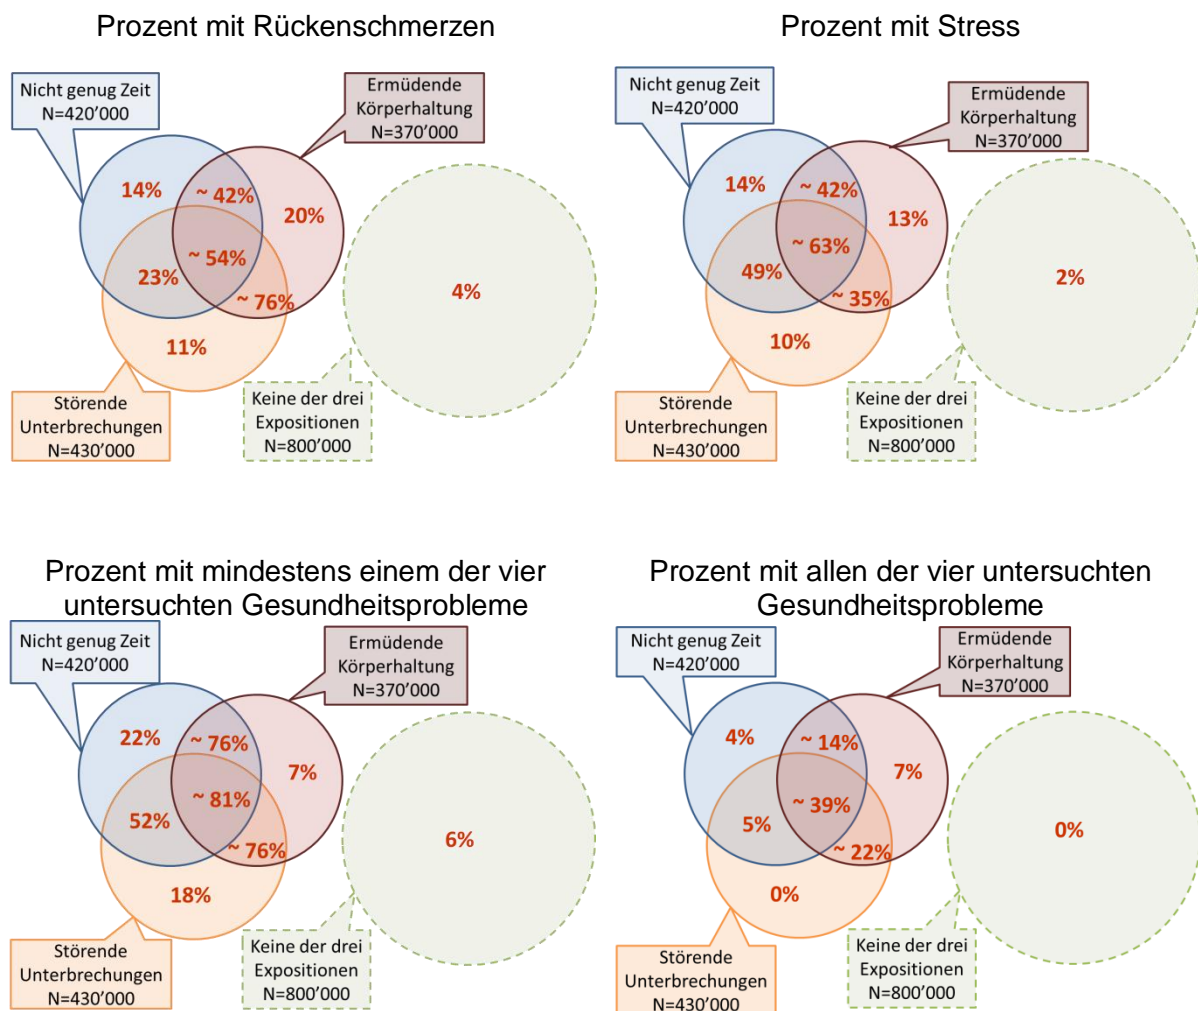 Prozent mit Rückenschmerzen
Nicht genug Zeit
N=420'000
Ermüdende
Körperhaltung
N=370'000
14%
~ 42%
20%
~ 54%
23%
~ 76%
11%
4%
Störende
Unterbrechungen
N=430'000
Keine der drei
Expositionen
N=800'000
Prozent mit Stress
Nicht genug Zeit
N=420'000
Ermüdende
Körperhaltung
N=370'000
14%
~ 42%
13%
~ 63%
49%
~ 35%
10%
2%
Störende
Unterbrechungen
N=430'000
Keine der drei
Expositionen
N=800'000
Prozent mit mindestens einem der vier
untersuchten Gesundheitsprobleme
Nicht genug Zeit
N=420'000
Ermüdende
Körperhaltung
N=370'000
22%
~ 76%
7%
~ 81%
52%
~ 76%
18%
6%
Störende
Unterbrechungen
N=430'000
Keine der drei
Expositionen
N=800'000
Prozent mit allen der vier untersuchten
Gesundheitsprobleme
Nicht genug Zeit
N=420'000
Ermüdende
Körperhaltung
N=370'000
4%
~ 14%
7%
~ 39%
5%
~ 22%
0%
0%
Störende
Unterbrechungen
N=430'000
Keine der drei
Expositionen
N=800'000